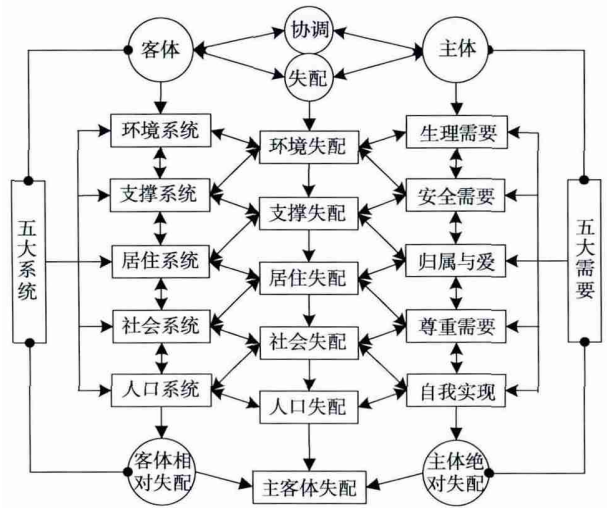 协调
客体
主体
失配
环境系统
环境失配
生理需要
支撑系统
支撑失配
安全需要
五大系统
居住系统
居住失配
归属与爱
五大需要
社会系统
社会失配
尊重需要
人口系统
人口失配
自我实现
客体相
对失配
主客体失配
主体绝
对失配